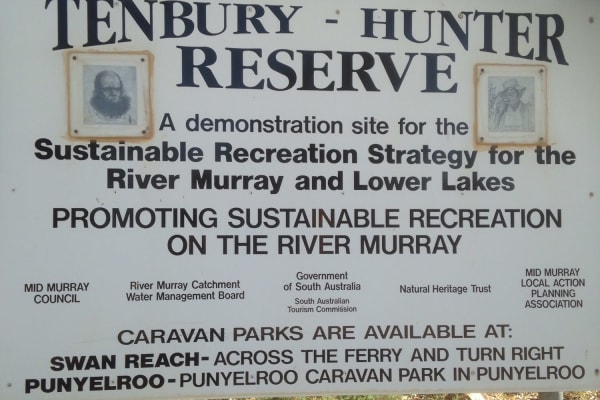 TENBURY - HUNTER
RESERVE
A demonstration site for the
Sustainable Recreation Strategy for the
River Murray and Lower Lakes
PROMOTING SUSTAINABLE RECREATION
ON THE RIVER MURRAY
MID MURRAY
COUNCIL
River Murray Catchment
Water Management Board
Government
of South Australia
South Australian
Tourism Commission
Natural Heritage Trust
MID MURRAY
LOCAL ACTION
PLANNING
ASSOCIATION
CARAVAN PARKS ARE AVAILABLE AT:
SWAN REACH- ACROSS THE FERRY AND TURN RIGHT
PUNYELROO- PUNYELROO CARAVAN PARK IN PUNYELROO